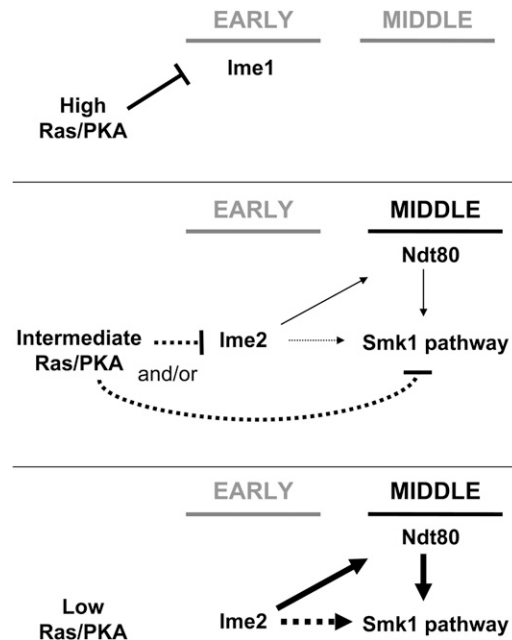 EARLY MIDDLE
Ime1
High
Ras/PKA
EARLY MIDDLE
Ndt80
Intermediate
Ras/PKA
Ime2
Smk1 pathway
and/or
EARLY MIDDLE
Ndt80
Low
Ras/PKA
Ime2
Smk1 pathway